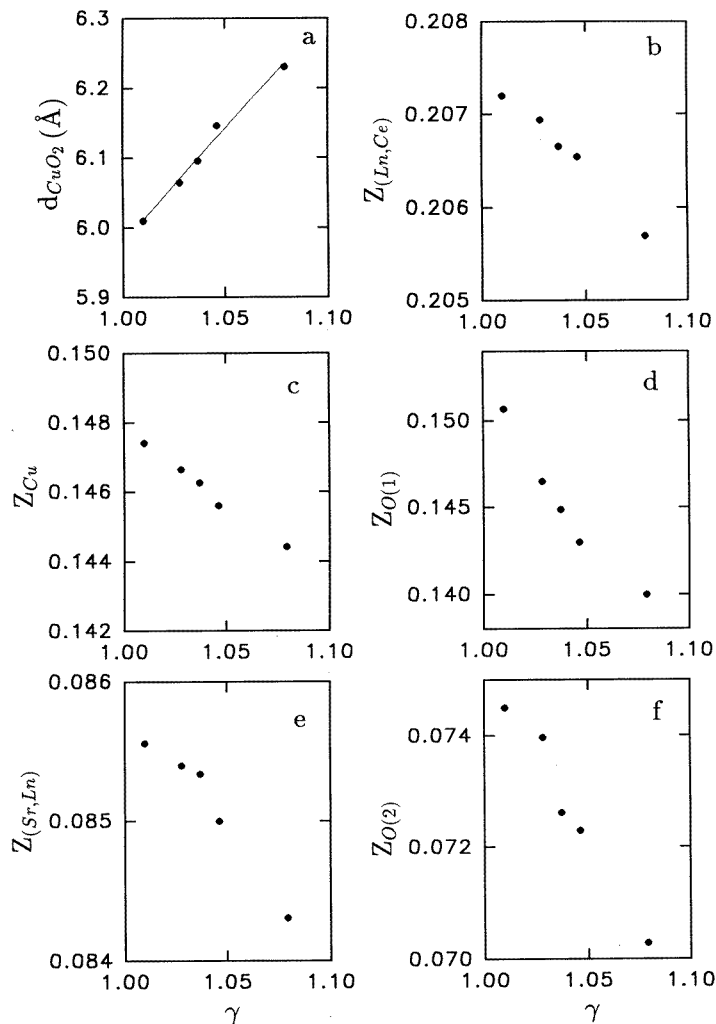 a
d_{CuO_2} (Å)
6.3
6.2
6.1
6.0
5.9
1.00 1.05 1.10
b
Z_{(Ln,Ce)}
0.208
0.207
0.206
0.205
1.00 1.05 1.10
c
Z_{Cu}
0.150
0.148
0.146
0.144
0.142
1.00 1.05 1.10
d
Z_{O(1)}
0.150
0.145
0.140
1.00 1.05 1.10
e
Z_{(Sr,Ln)}
0.086
0.085
0.084
1.00 1.05 1.10
γ
f
Z_{O(2)}
0.074
0.072
0.070
1.00 1.05 1.10
γ